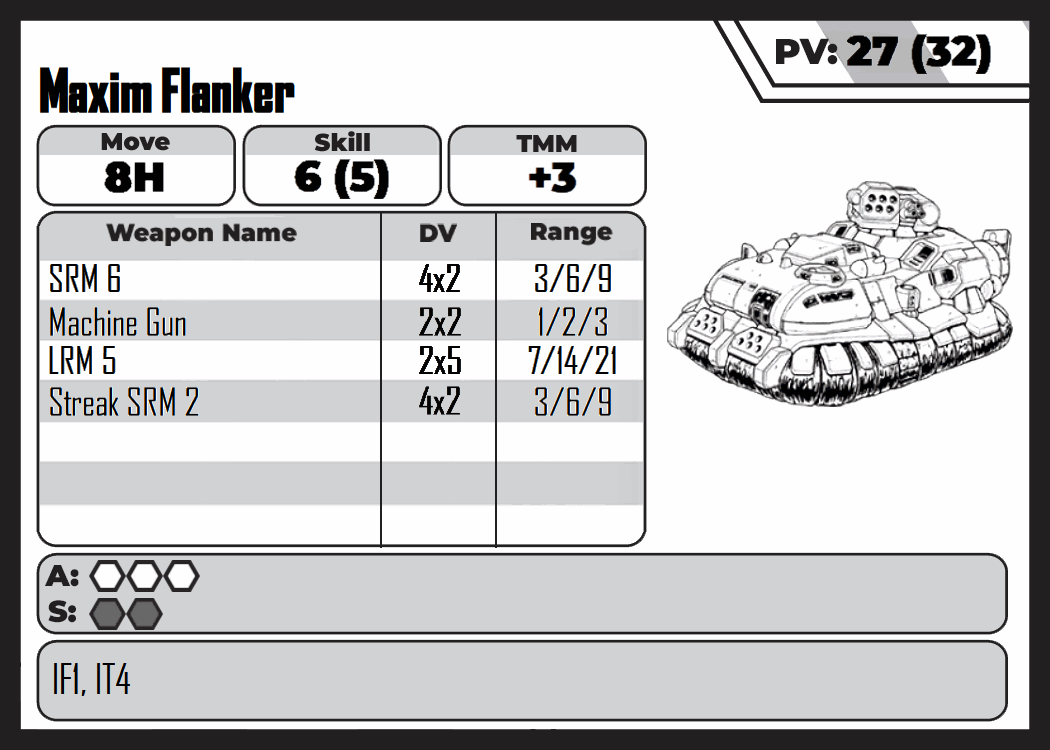 PV: 27 (32)
Maxim Flanker
Move Skill TMM
8H 6 (5) +3
Weapon Name DV Range
SRM 6 4x2 3/6/9
Machine Gun 2x2 1/2/3
LRM 5 2x5 7/14/21
Streak SRM 2 4x2 3/6/9
A:
S:
IF1, IT4